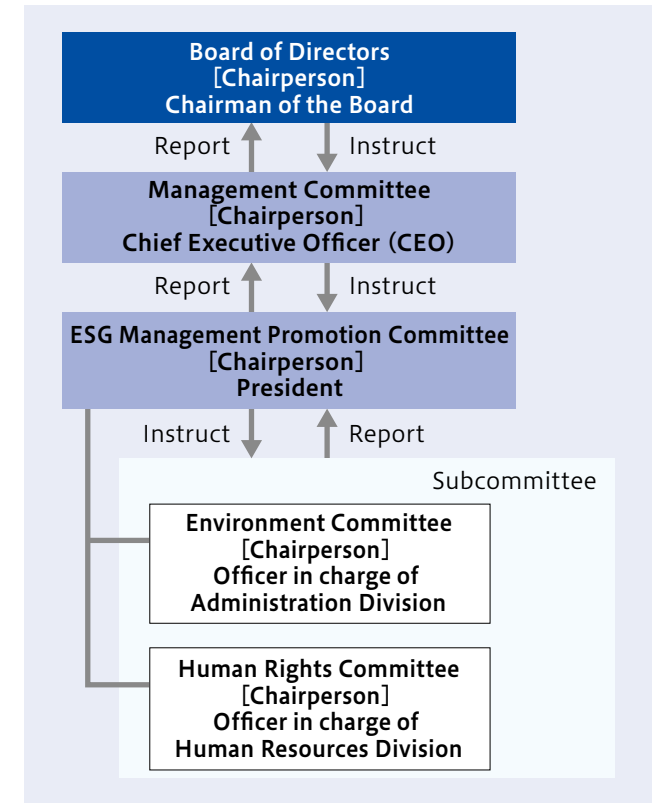 Board of Directors
[Chairperson]
Chairman of the Board
Report
Instruct
Management Committee
[Chairperson]
Chief Executive Officer (CEO)
Report
Instruct
ESG Management Promotion Committee
[Chairperson]
President
Instruct
Report
Subcommittee
Environment Committee
[Chairperson]
Officer in charge of
Administration Division
Human Rights Committee
[Chairperson]
Officer in charge of
Human Resources Division